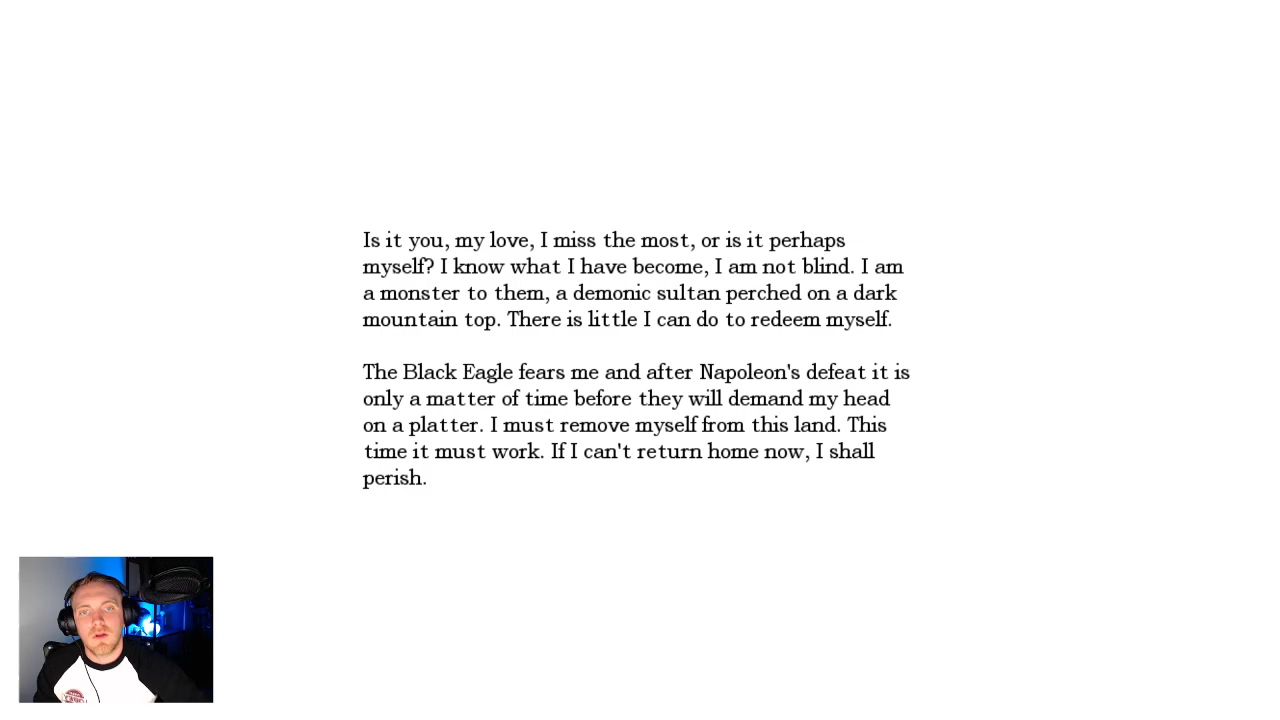 Is it you, my love, I miss the most, or is it perhaps
myself? I know what I have become, I am not blind. I am
a monster to them, a demonic sultan perched on a dark
mountain top. There is little I can do to redeem myself.
The Black Eagle fears me and after Napoleon's defeat it is
only a matter of time before they will demand my head
on a platter. I must remove myself from this land. This
time it must work. If I can't return home now, I shall
perish.